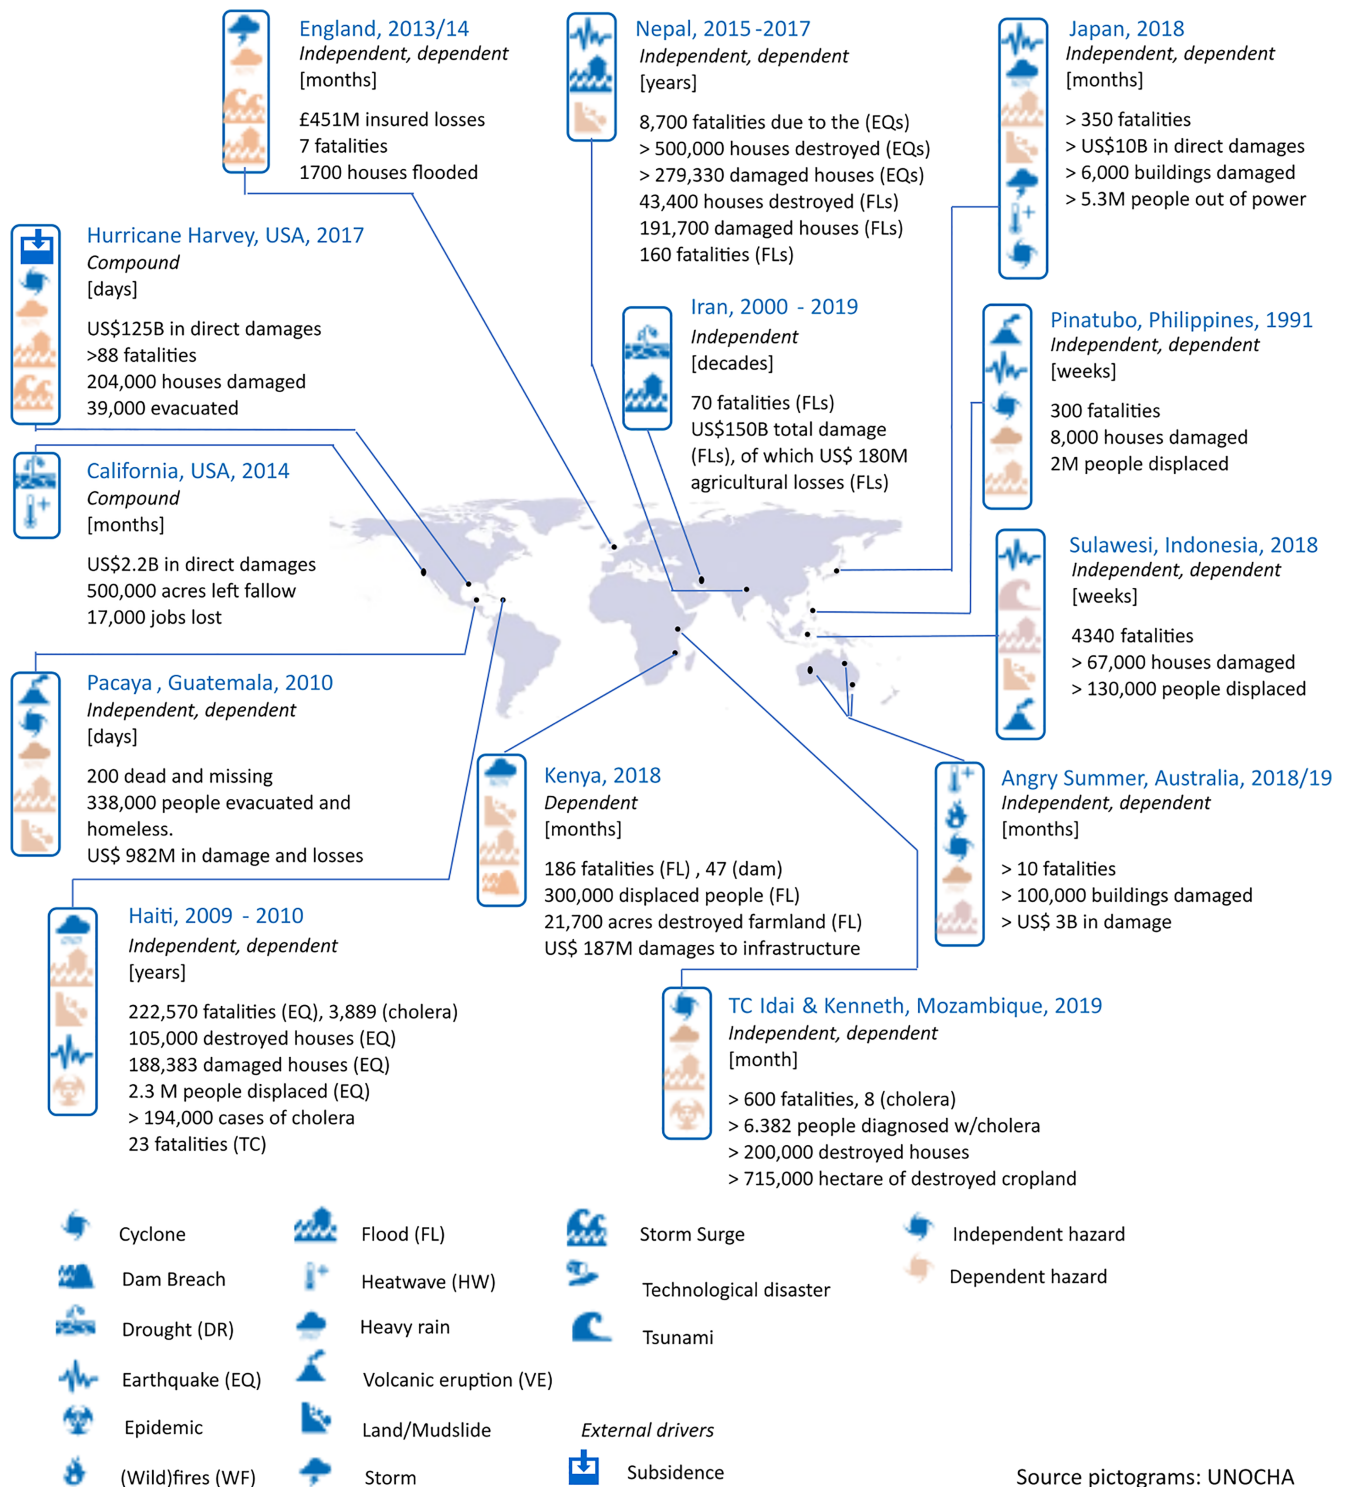 England, 2013/14
Independent, dependent
[months]
£451M insured losses
7 fatalities
1700 houses flooded
Nepal, 2015 -2017
Independent, dependent
[years]
8,700 fatalities due to the (EQs)
> 500,000 houses destroyed (EQs)
> 279,330 damaged houses (EQs)
43,400 houses destroyed (FLs)
191,700 damaged houses (FLs)
160 fatalities (FLs)
Japan, 2018
Independent, dependent
[months]
> 350 fatalities
> US$10B in direct damages
> 6,000 buildings damaged
> 5.3M people out of power
Hurricane Harvey, USA, 2017
Compound
[days]
US$125B in direct damages
>88 fatalities
204,000 houses damaged
39,000 evacuated
Iran, 2000 - 2019
Independent
[decades]
70 fatalities (FLs)
US$150B total damage
(FLs), of which US$ 180M
agricultural losses (FLs)
Pinatubo, Philippines, 1991
Independent, dependent
[weeks]
300 fatalities
8,000 houses damaged
2M people displaced
California, USA, 2014
Compound
[months]
US$2.2B in direct damages
500,000 acres left fallow
17,000 jobs lost
Sulawesi, Indonesia, 2018
Independent, dependent
[weeks]
4340 fatalities
> 67,000 houses damaged
> 130,000 people displaced
Pacaya , Guatemala, 2010
Independent, dependent
[days]
200 dead and missing
338,000 people evacuated and
homeless.
US$ 982M in damage and losses
Kenya, 2018
Dependent
[months]
186 fatalities (FL) , 47 (dam)
300,000 displaced people (FL)
21,700 acres destroyed farmland (FL)
US$ 187M damages to infrastructure
Angry Summer, Australia, 2018/19
Independent, dependent
[months]
> 10 fatalities
> 100,000 buildings damaged
> US$ 3B in damage
Haiti, 2009 - 2010
Independent, dependent
[years]
222,570 fatalities (EQ), 3,889 (cholera)
105,000 destroyed houses (EQ)
188,383 damaged houses (EQ)
2.3 M people displaced (EQ)
> 194,000 cases of cholera
23 fatalities (TC)
TC Idai & Kenneth, Mozambique, 2019
Independent, dependent
[month]
> 600 fatalities, 8 (cholera)
> 6.382 people diagnosed w/cholera
> 200,000 destroyed houses
> 715,000 hectare of destroyed cropland
Cyclone
Dam Breach
Drought (DR)
Earthquake (EQ)
Epidemic
(Wild)fires (WF)
Flood (FL)
Heatwave (HW)
Heavy rain
Volcanic eruption (VE)
Land/Mudslide
Storm
Storm Surge
Technological disaster
Tsunami
External drivers
Subsidence
Independent hazard
Dependent hazard
Source pictograms: UNOCHA